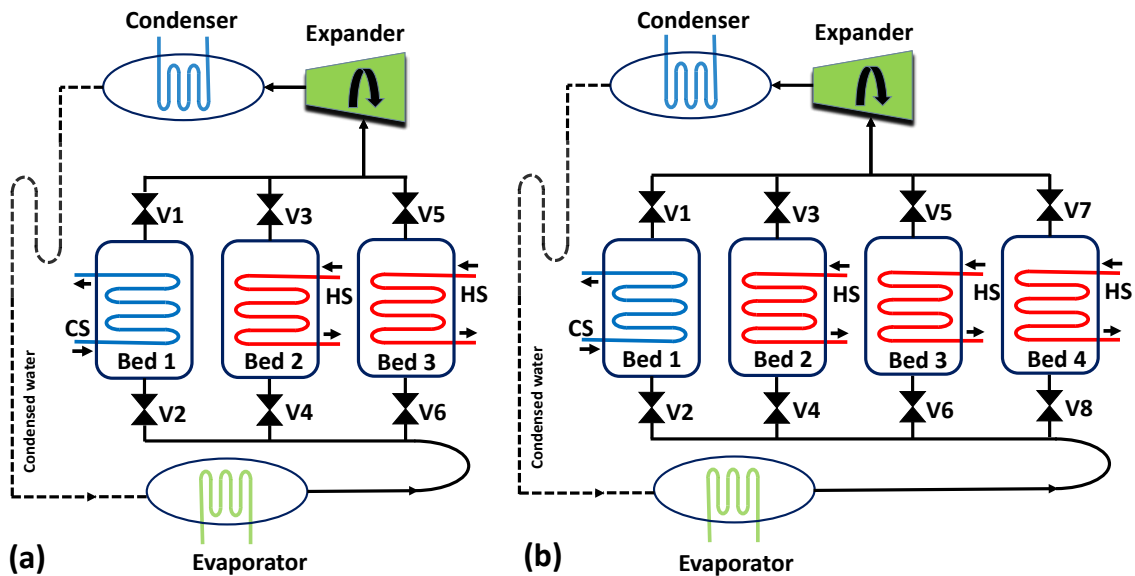 Condenser
Expander
V1
V3
V5
HS
HS
CS
Bed 1
Bed 2
Bed 3
V2
V4
V6
Condensed water
Evaporator
(a)
Condenser
Expander
V1
V3
V5
V7
HS
HS
HS
CS
Bed 1
Bed 2
Bed 3
Bed 4
V2
V4
V6
V8
Condensed water
Evaporator
(b)